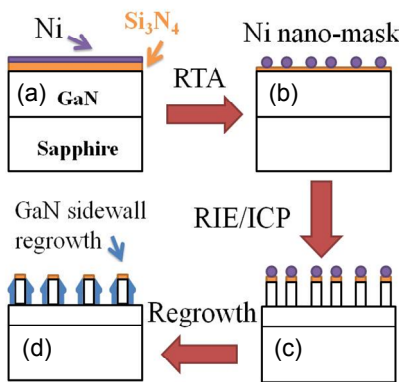 Ni
Si3N4
(a)
GaN
Sapphire
RTA
Ni nano-mask
(b)
RIE/ICP
GaN sidewall
regrowth
(d)
Regrowth
(c)